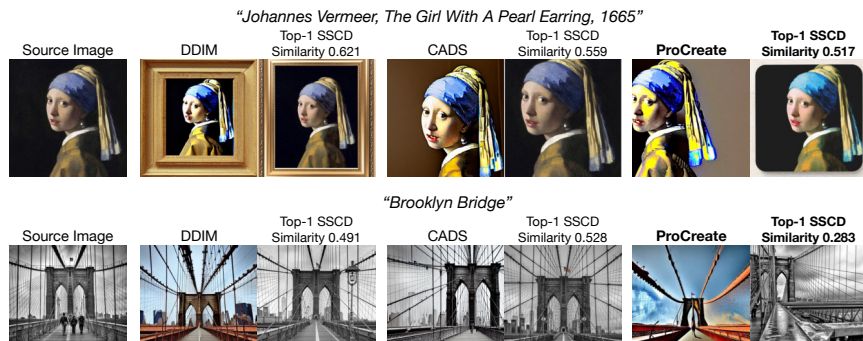 “Johannes Vermeer, The Girl With A Pearl Earring, 1665”
Source Image
DDIM
Top-1 SSCD
Similarity 0.621
CADS
Top-1 SSCD
Similarity 0.559
ProCreate
Top-1 SSCD
Similarity 0.517
“Brooklyn Bridge”
Source Image
DDIM
Top-1 SSCD
Similarity 0.491
CADS
Top-1 SSCD
Similarity 0.528
ProCreate
Top-1 SSCD
Similarity 0.283